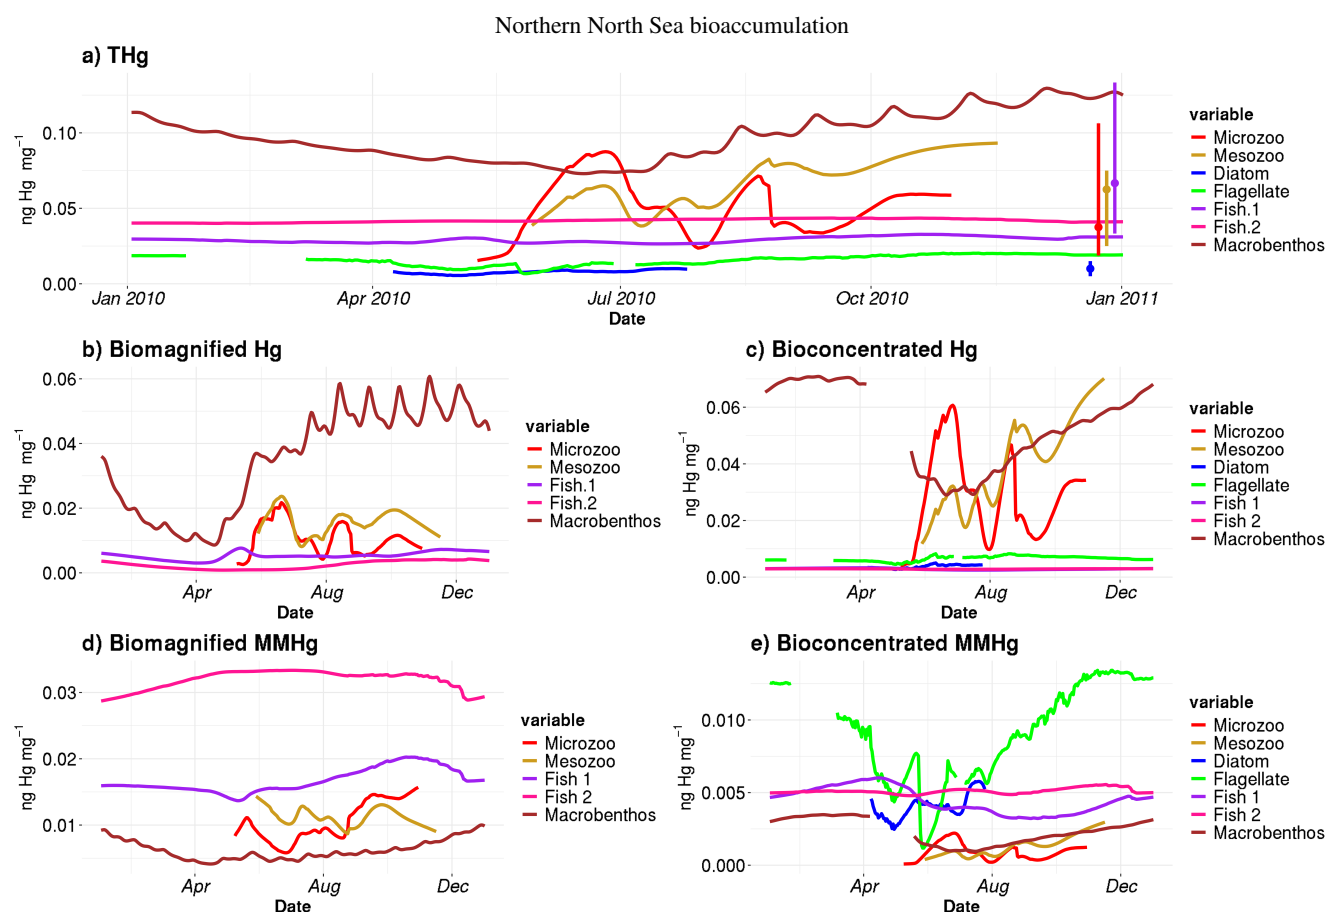 Northern North Sea bioaccumulation
a) THg
ng Hg mg⁻¹
0.10
0.05
0.00
Jan 2010
Apr 2010
Jul 2010
Oct 2010
Jan 2011
Date
variable
Microzoo
Mesozoo
Diatom
Flagellate
Fish.1
Fish.2
Macrobenthos
b) Biomagnified Hg
ng Hg mg⁻¹
0.06
0.04
0.02
0.00
Apr
Aug
Dec
Date
variable
Microzoo
Mesozoo
Fish.1
Fish.2
Macrobenthos
c) Bioconcentrated Hg
ng Hg mg⁻¹
0.06
0.04
0.02
0.00
Apr
Aug
Dec
Date
variable
Microzoo
Mesozoo
Diatom
Flagellate
Fish 1
Fish 2
Macrobenthos
d) Biomagnified MMHg
ng Hg mg⁻¹
0.03
0.02
0.01
Apr
Aug
Dec
Date
variable
Microzoo
Mesozoo
Fish 1
Fish 2
Macrobenthos
e) Bioconcentrated MMHg
ng Hg mg⁻¹
0.010
0.005
0.000
Apr
Aug
Dec
Date
variable
Microzoo
Mesozoo
Diatom
Flagellate
Fish 1
Fish 2
Macrobenthos